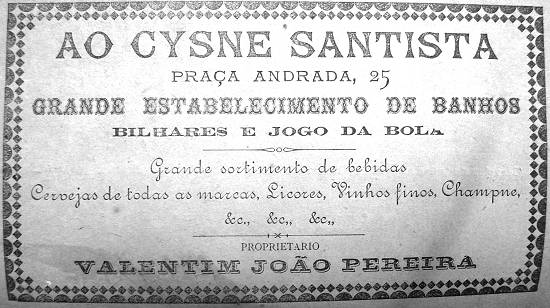 AO CYSNE SANTISTA
PRAÇA ANDRADA, 25
GRANDE ESTABELECIMENTO DE BANHOS
BILHARES E JOGO DA BOLA
Grande sortimento de bebidas
Cervejas de todas as marcas, Licores, Vinhos finos, Champne,
&c., &c,, &c,,
PROPRIETARIO
VALENTIM JOÃO PEREIRA